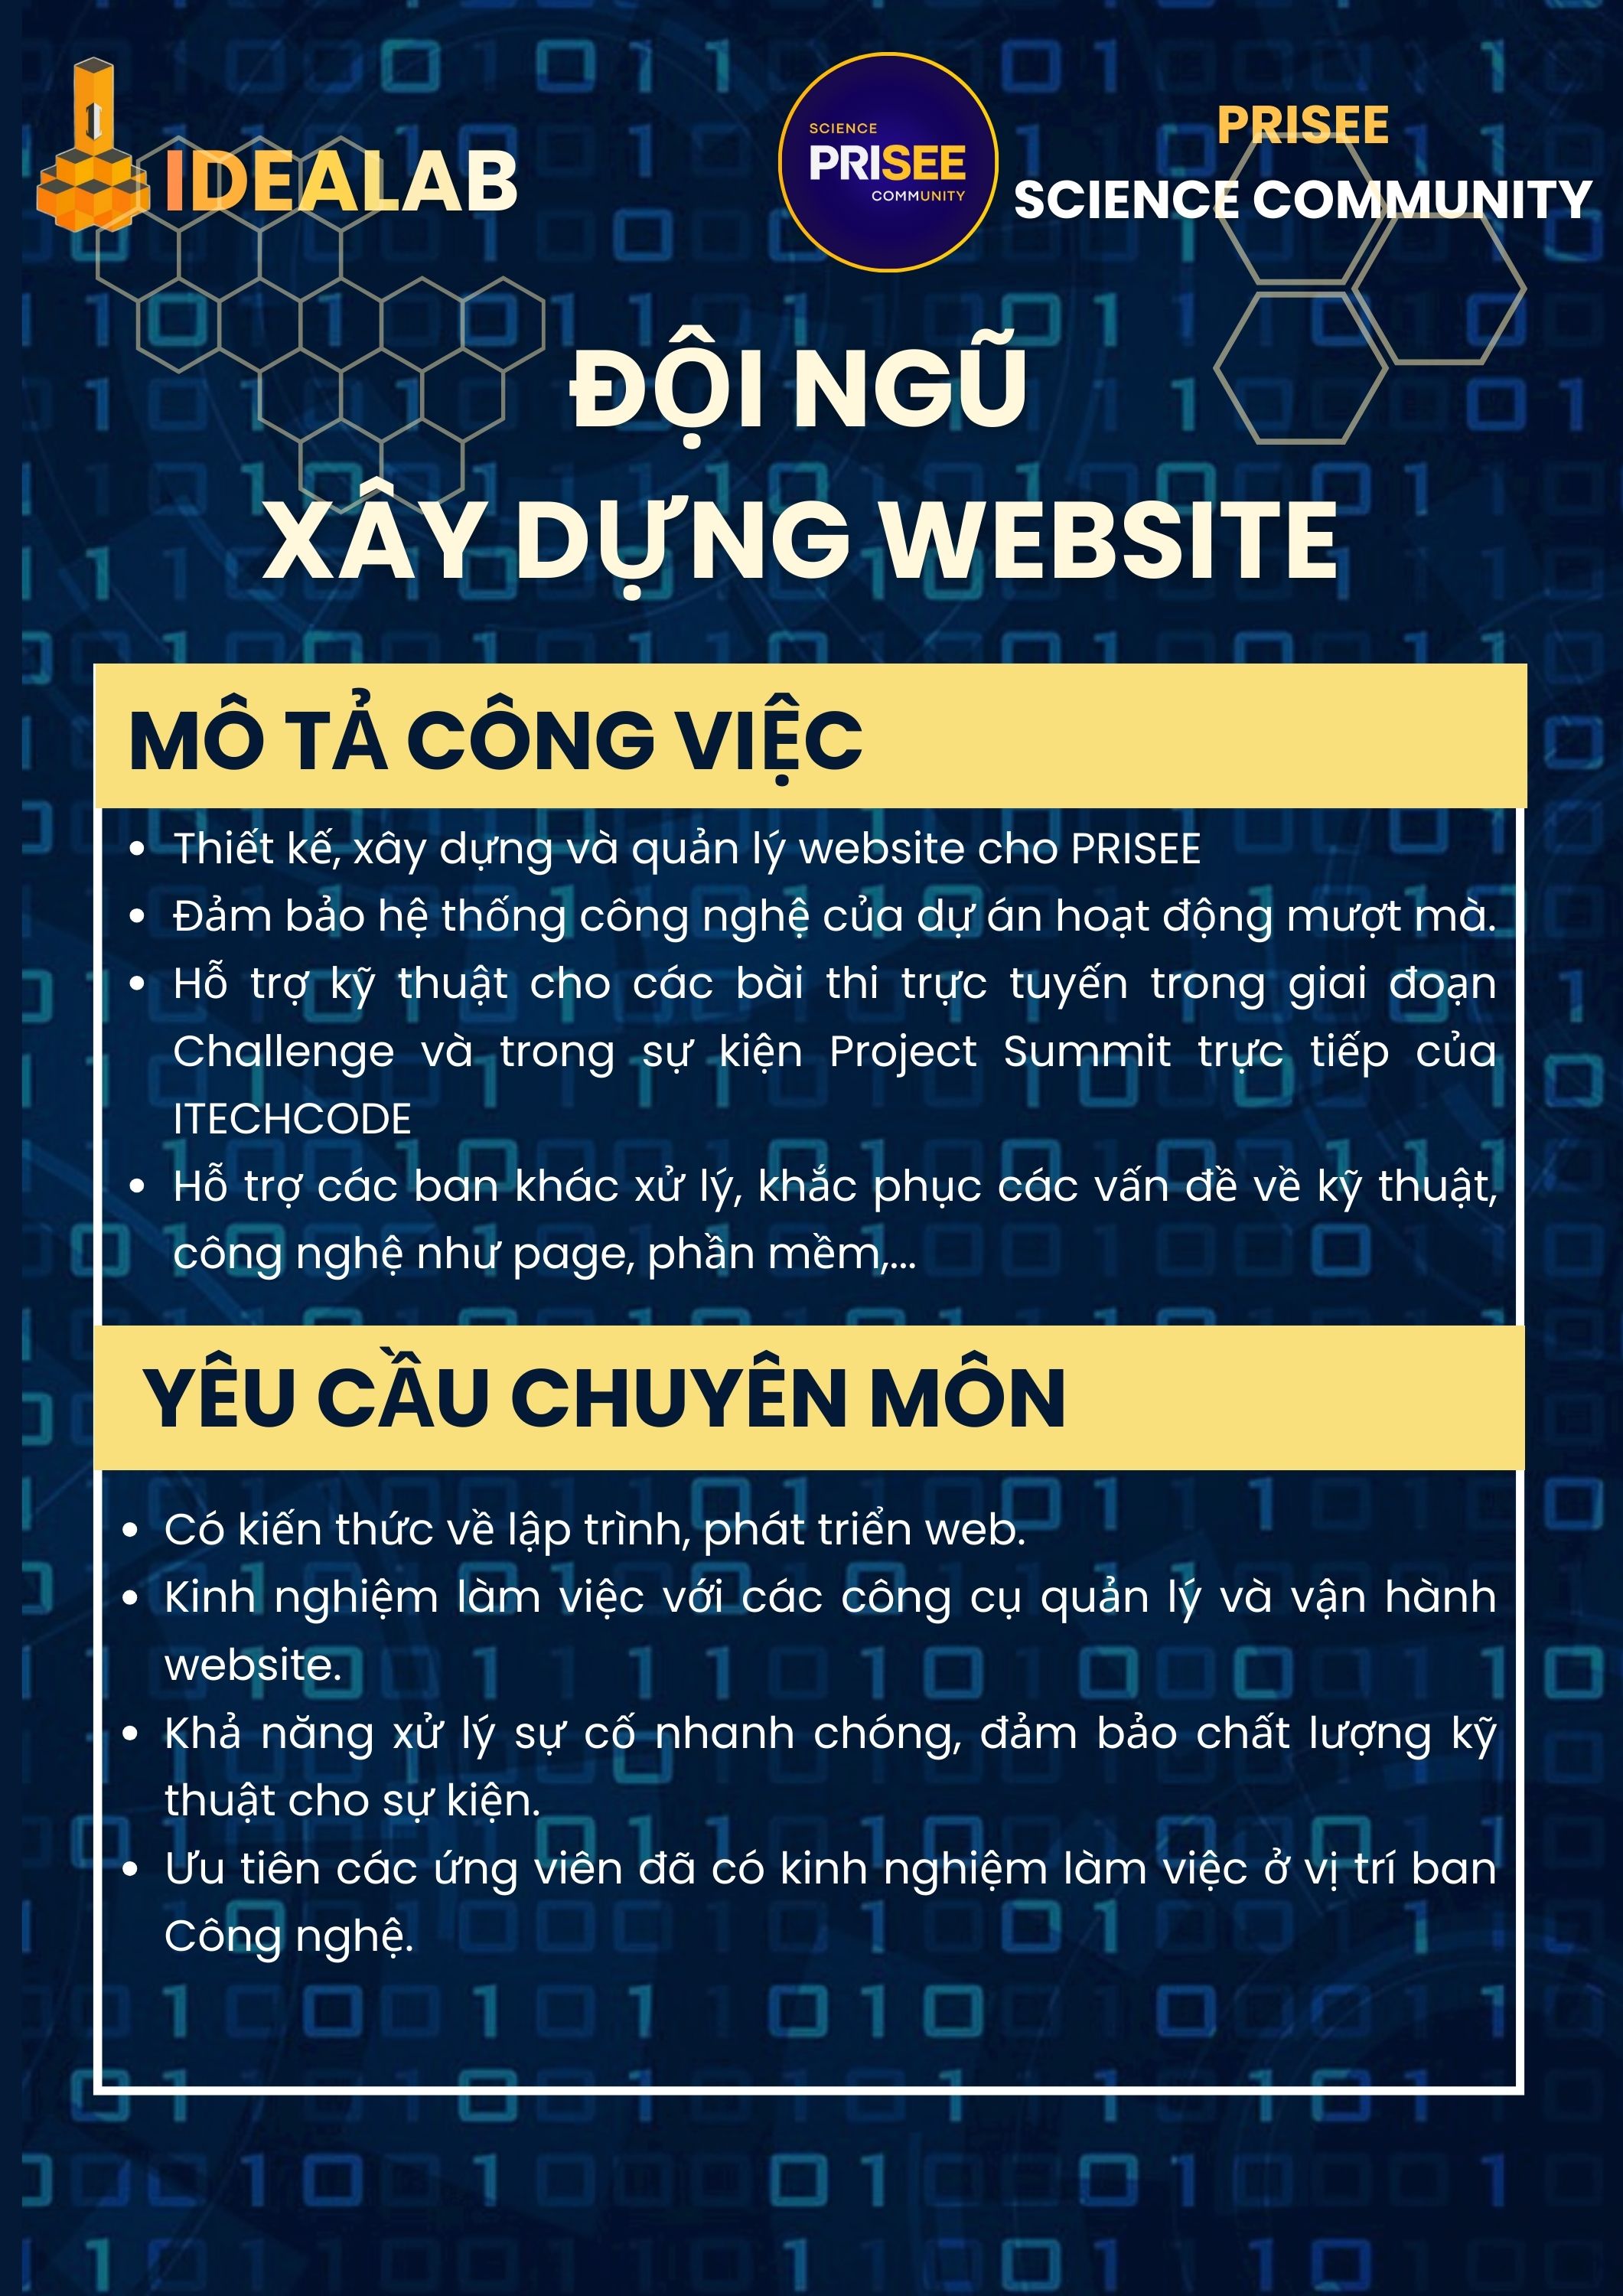 IDEALAB
SCIENCE
PRISEE
COMMUNITY
PRISEE
SCIENCE COMMUNITY
ĐỘI NGŨ
XÂY DỰNG WEBSITE
MÔ TẢ CÔNG VIỆC
• Thiết kế, xây dựng và quản lý website cho PRISEE
• Đảm bảo hệ thống công nghệ của dự án hoạt động mượt mà.
• Hỗ trợ kỹ thuật cho các bài thi trực tuyến trong giai đoạn
Challenge và trong sự kiện Project Summit trực tiếp của
ITECHCODE
• Hỗ trợ các ban khác xử lý, khắc phục các vấn đề về kỹ thuật,
công nghệ như page, phần mềm,...
YÊU CẦU CHUYÊN MÔN
• Có kiến thức về lập trình, phát triển web.
• Kinh nghiệm làm việc với các công cụ quản lý và vận hành
website.
• Khả năng xử lý sự cố nhanh chóng, đảm bảo chất lượng kỹ
thuật cho sự kiện.
• Ưu tiên các ứng viên đã có kinh nghiệm làm việc ở vị trí ban
Công nghệ.